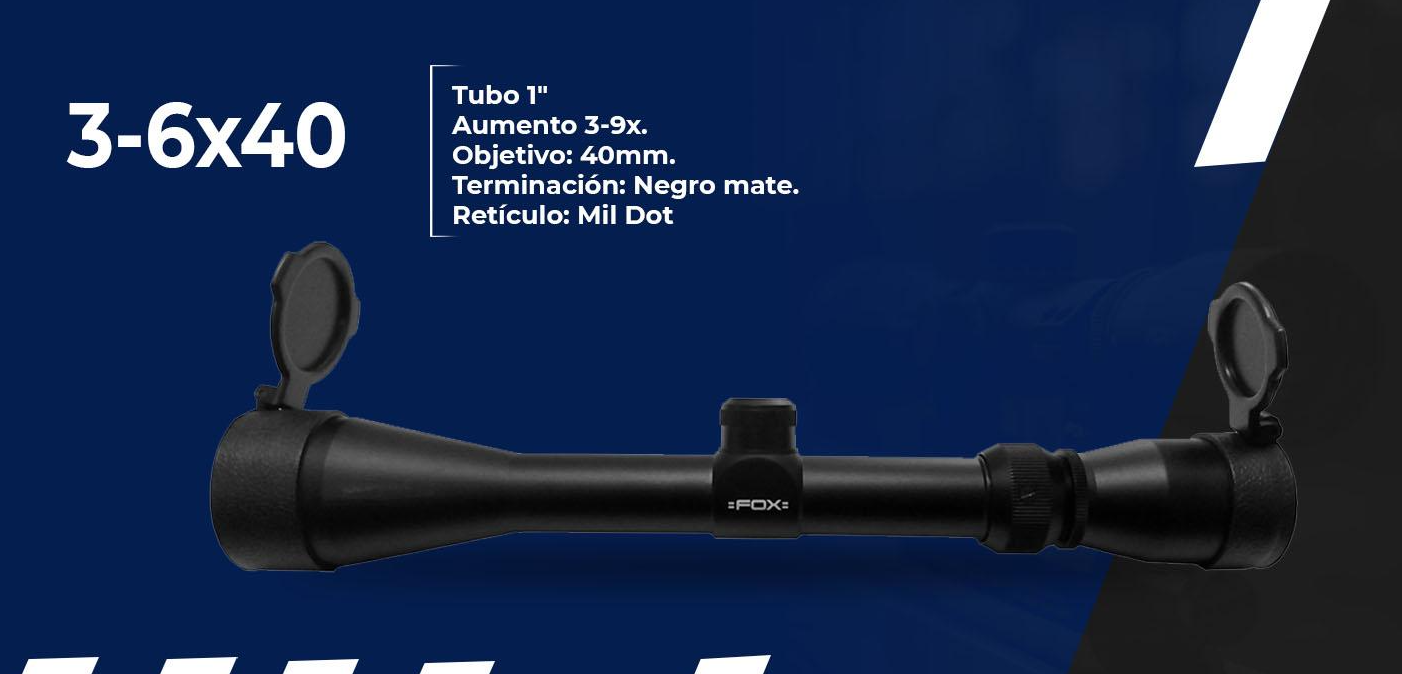 3-6x40
Tubo 1"
Aumento 3-9x.
Objetivo: 40mm.
Terminación: Negro mate.
Retículo: Mil Dot
=FOX=